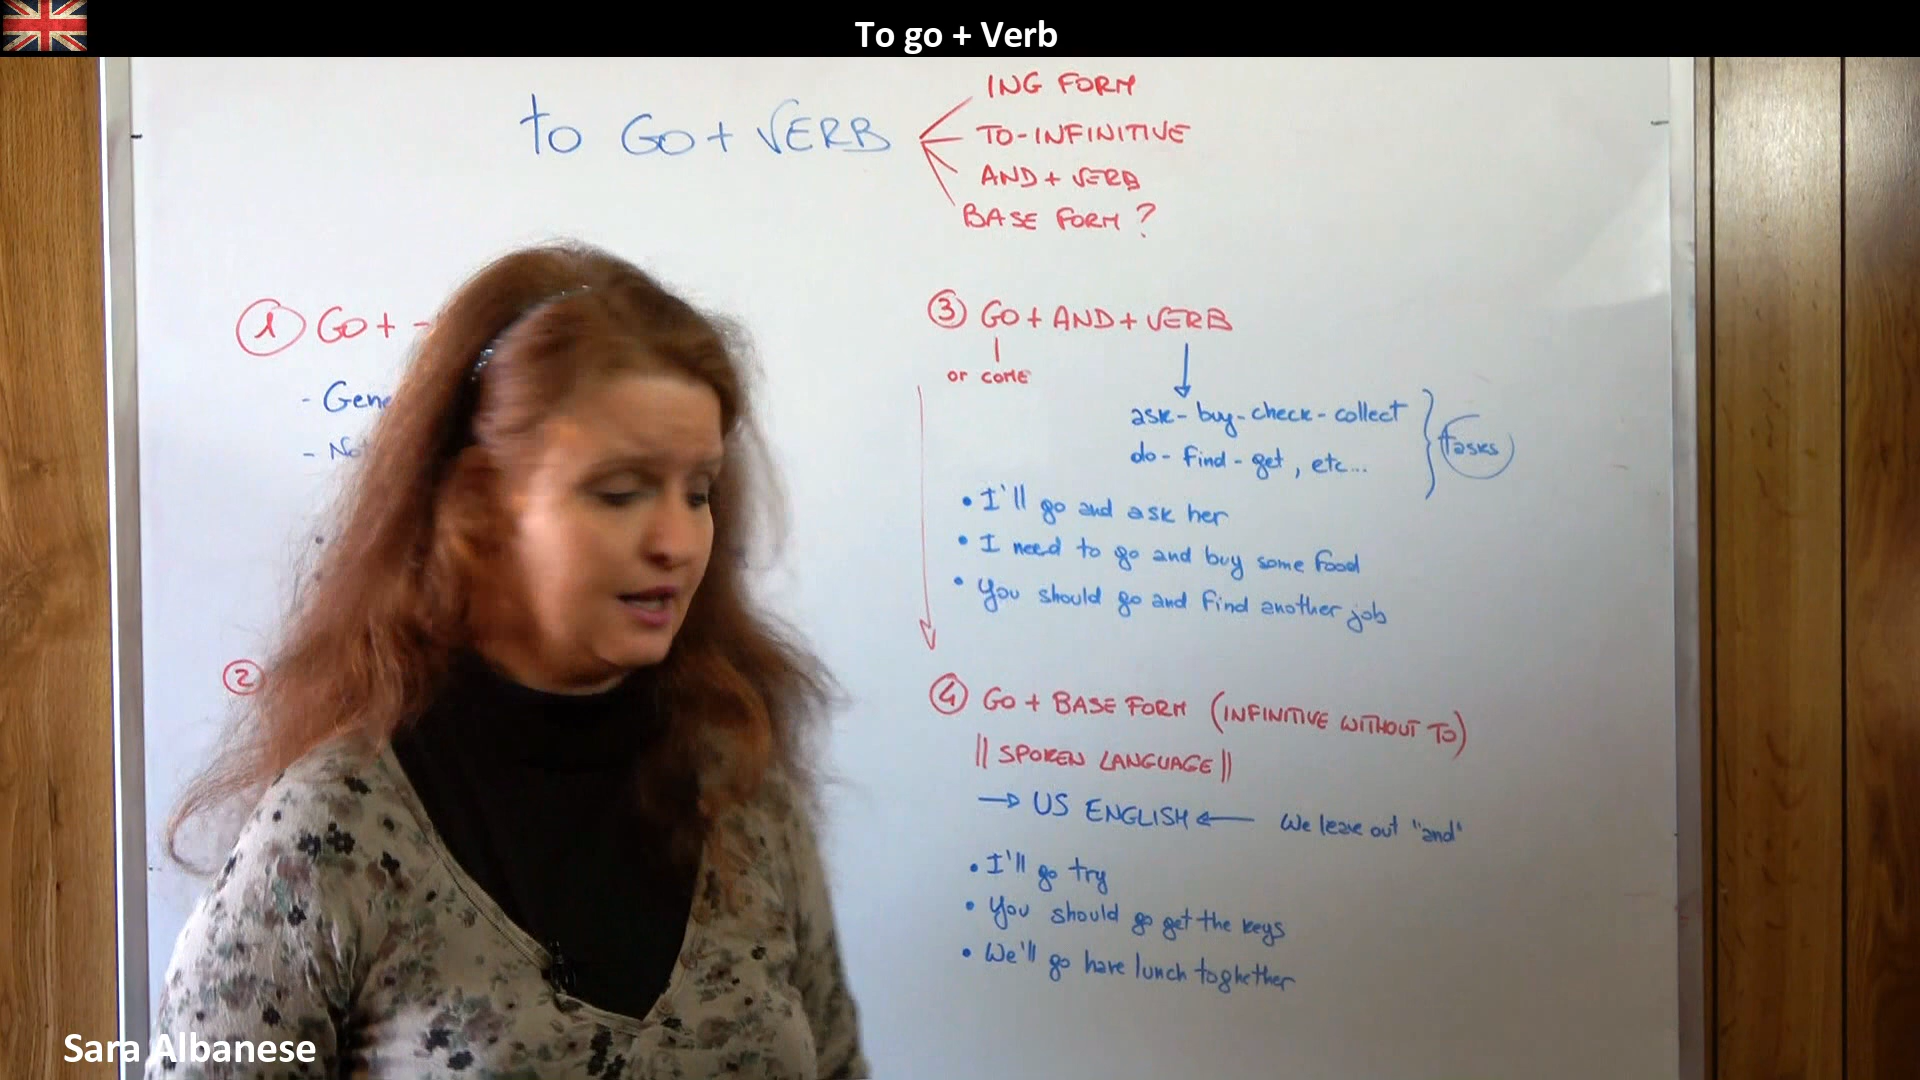 To go + Verb
to GO + VERB
ING FORM
TO-INFINITIVE
AND + VERB
BASE FORM ?
1 GO + -
- Gene
- No
2
3 GO + AND + VERB
or come
ask - buy - check - collect
do - find - get, etc...
tasks
• I'll go and ask her
• I need to go and buy some food
• You should go and find another job
4 GO + BASE FORM (INFINITIVE WITHOUT TO)
|| SPOKEN LANGUAGE ||
→ US ENGLISH ← We leave out "and"
• I'll go try
• You should go get the keys
• We'll go have lunch toghether
Sara Albanese